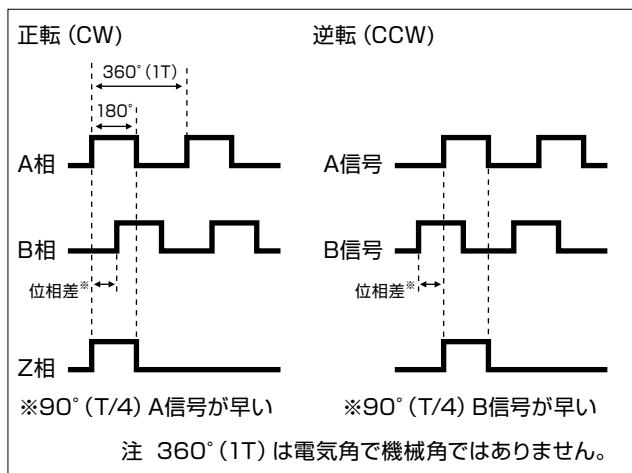 正転(CW)
360°(1T)
180°
A相
B相
位相差※
Z相
※90°(T/4) A信号が早い
逆転(CCW)
A信号
B信号
位相差※
※90°(T/4) B信号が早い
注 360°(1T)は電気角で機械角ではありません。